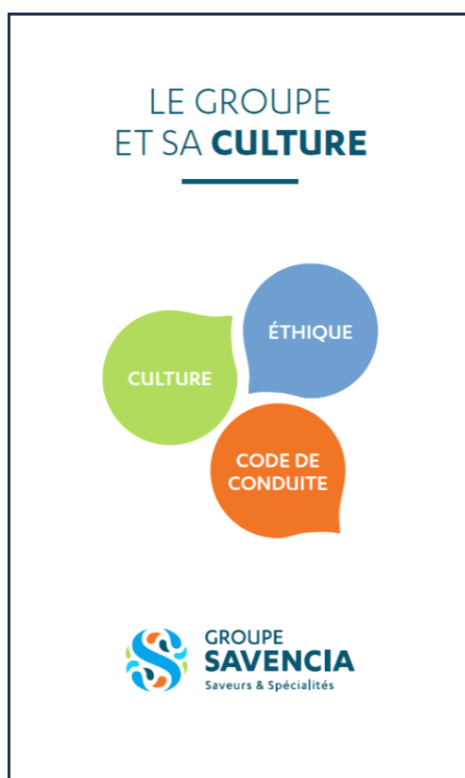 LE GROUPE
ET SA CULTURE
ÉTHIQUE
CULTURE
CODE DE
CONDUITE
GROUPE
SAVENCIA
Saveurs & Spécialités